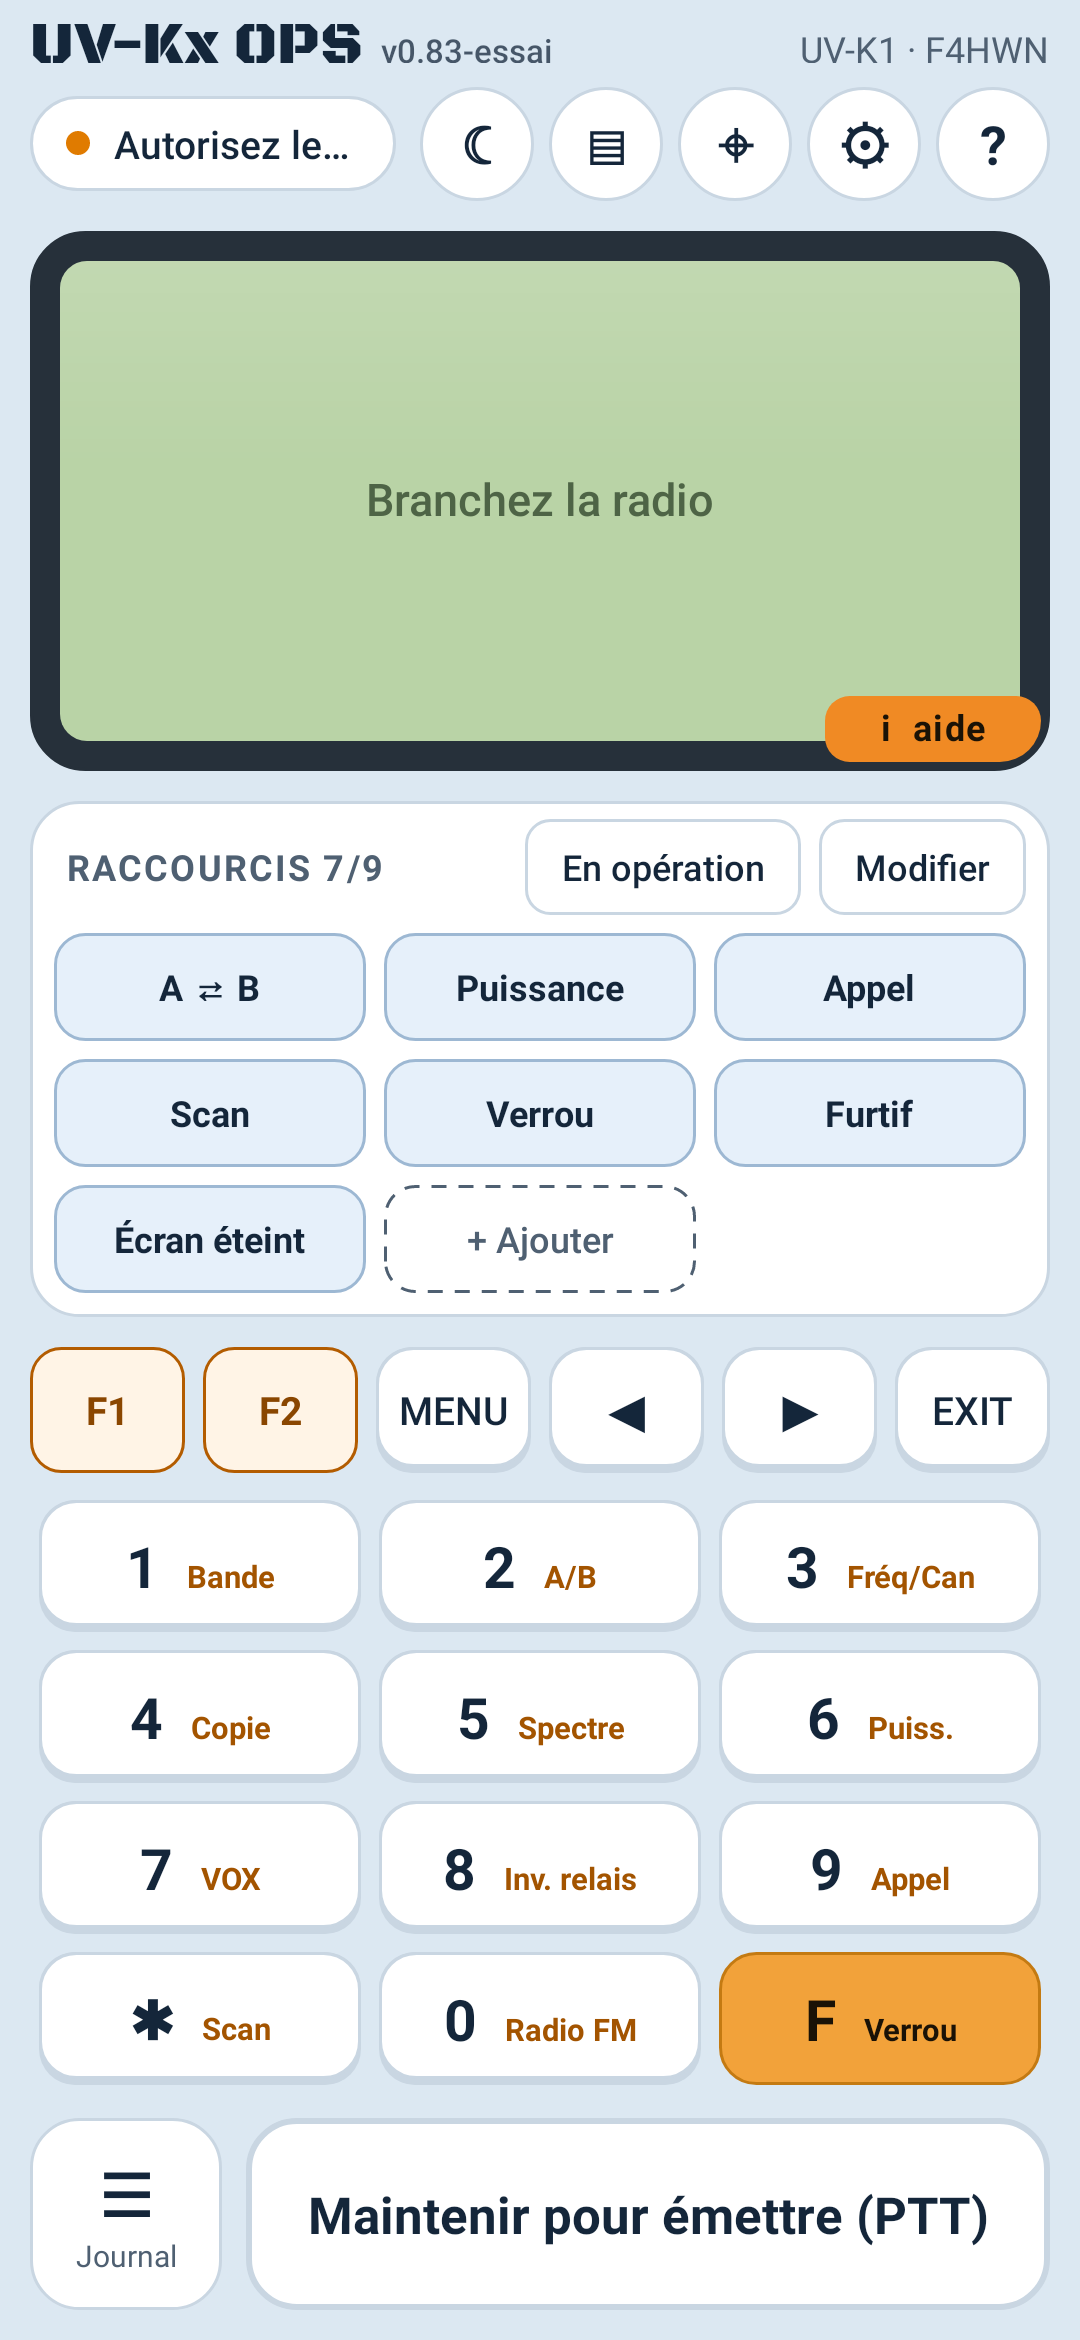 UV-Kx OPS v0.83-essai UV-K1 · F4HWN
Autorisez le… ☾ ▤ ⌖ ⚙ ?
Branchez la radio
i aide
RACCOURCIS 7/9 En opération Modifier
A ⇄ B Puissance Appel
Scan Verrou Furtif
Écran éteint + Ajouter
F1 F2 MENU ◀ ▶ EXIT
1 Bande 2 A/B 3 Fréq/Can
4 Copie 5 Spectre 6 Puiss.
7 VOX 8 Inv. relais 9 Appel
✱ Scan 0 Radio FM F Verrou
☰ Maintenir pour émettre (PTT)
Journal